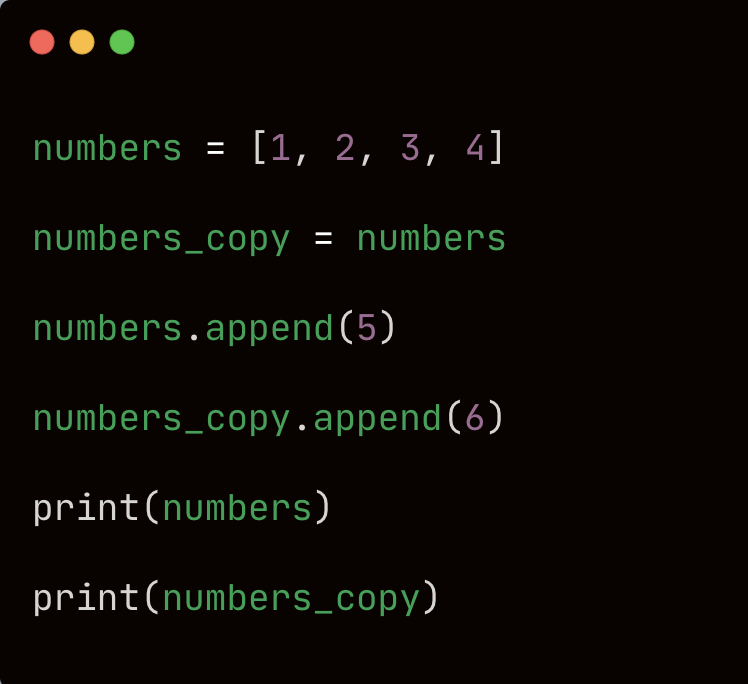 numbers = [1, 2, 3, 4]
numbers_copy = numbers
numbers.append(5)
numbers_copy.append(6)
print(numbers)
print(numbers_copy)